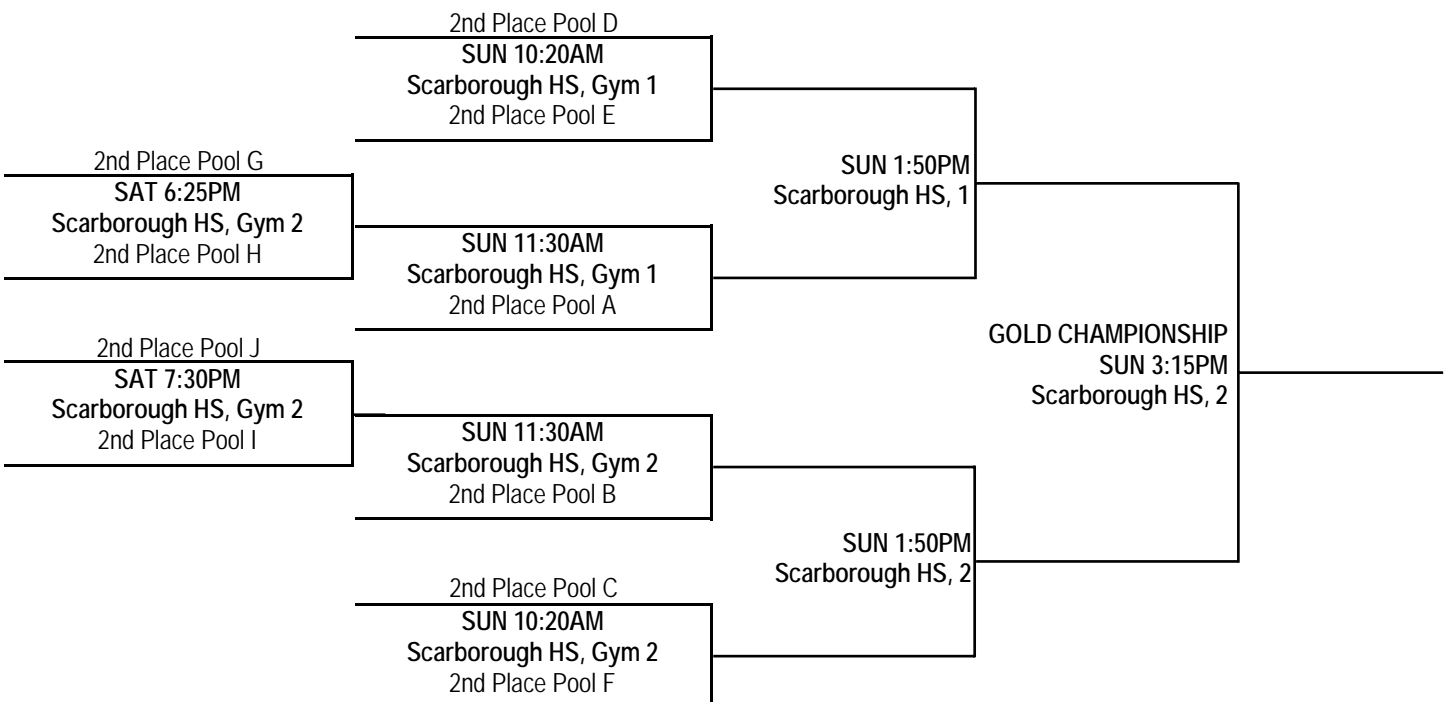 2nd Place Pool D
SUN 10:20AM
Scarborough HS, Gym 1
2nd Place Pool E
2nd Place Pool G
SAT 6:25PM
Scarborough HS, Gym 2
2nd Place Pool H
SUN 1:50PM
Scarborough HS, 1
SUN 11:30AM
Scarborough HS, Gym 1
2nd Place Pool A
2nd Place Pool J
SAT 7:30PM
Scarborough HS, Gym 2
2nd Place Pool I
GOLD CHAMPIONSHIP
SUN 3:15PM
Scarborough HS, 2
SUN 11:30AM
Scarborough HS, Gym 2
2nd Place Pool B
SUN 1:50PM
Scarborough HS, 2
2nd Place Pool C
SUN 10:20AM
Scarborough HS, Gym 2
2nd Place Pool F